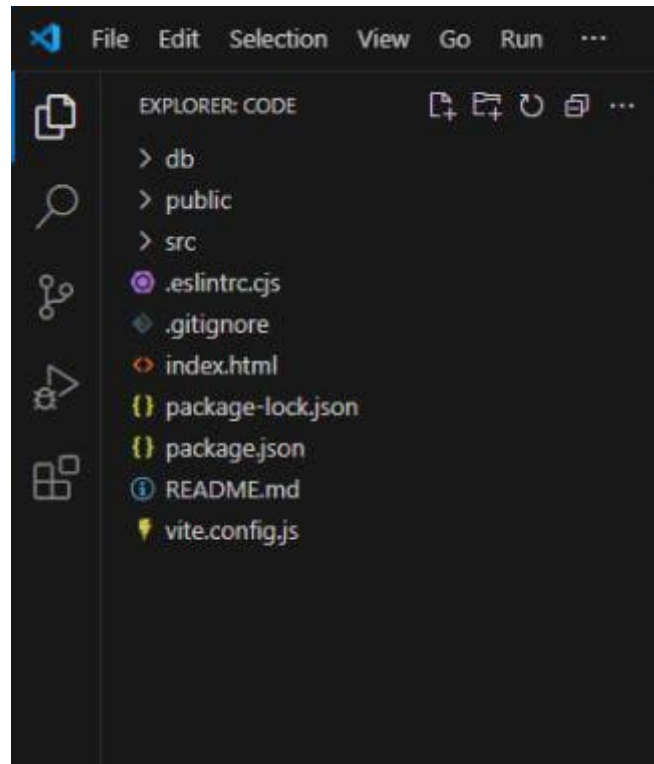 File Edit Selection View Go Run ...
EXPLORER: CODE
> db
> public
> src
.eslintrc.cjs
.gitignore
index.html
{} package-lock.json
{} package.json
README.md
vite.config.js